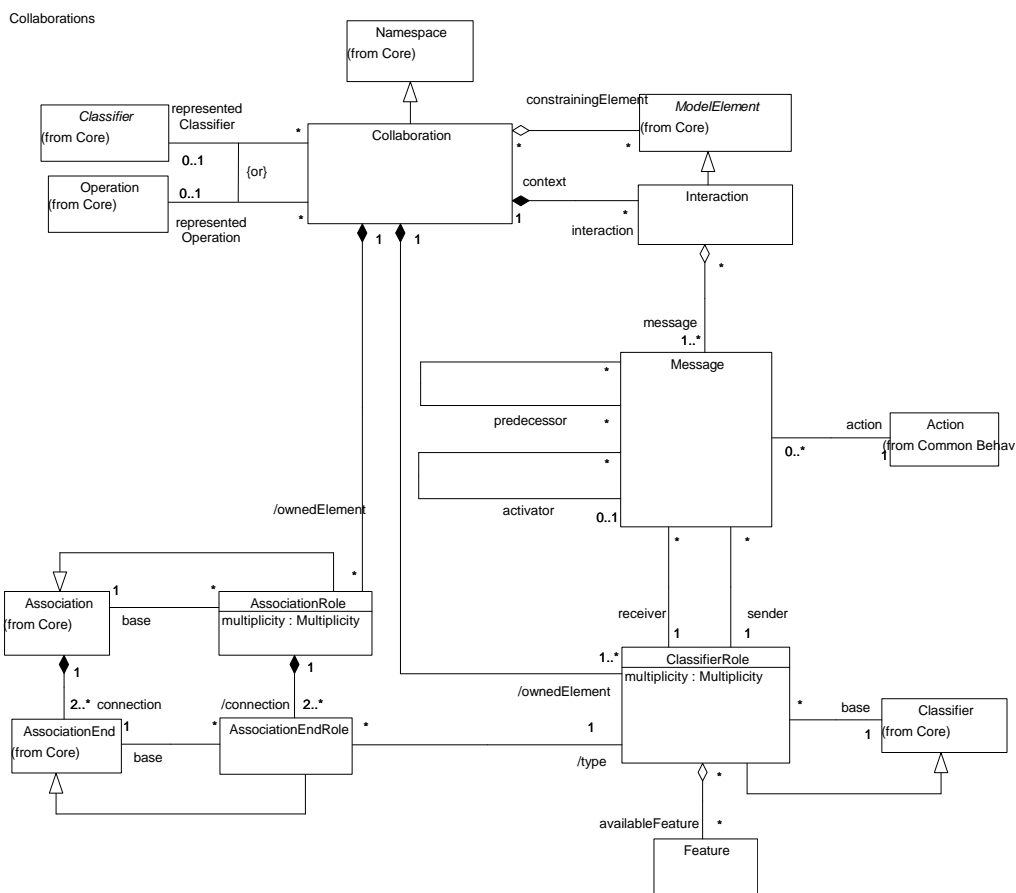 Collaborations
Namespace
(from Core)
constrainingElement
ModelElement
(from Core)
*
*
Classifier
(from Core)
represented
Classifier
0..1
*
Collaboration
{or}
Operation
(from Core)
0..1
represented
Operation
*
context
1
*
interaction
Interaction
1
1
*
message
1..*
Message
*
predecessor
*
*
activator
0..1
action
0..*
1
Action
(from Common Behav
/ownedElement
*
*
*
receiver
sender
1
1
Association
(from Core)
1
*
base
AssociationRole
multiplicity : Multiplicity
1..*
/ownedElement
ClassifierRole
multiplicity : Multiplicity
1
1
2..*
connection
/connection
2..*
*
base
1
Classifier
(from Core)
AssociationEnd
(from Core)
1
*
base
AssociationEndRole
*
1
/type
*
availableFeature
*
Feature